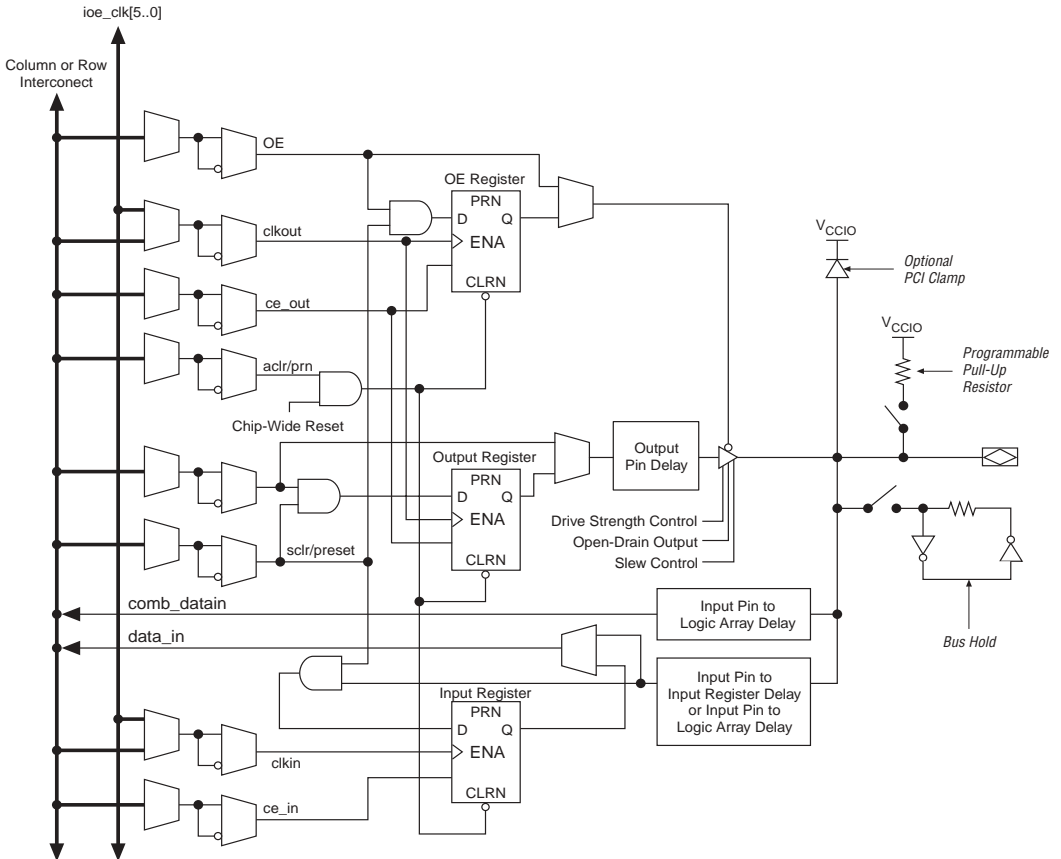 ioe_clk[5..0]
Column or Row
Interconect
OE
OE Register
PRN
D Q
clkout
ENA
CLRN
ce_out
aclr/prn
Chip-Wide Reset
VCCIO
Optional
PCI Clamp
VCCIO
Programmable
Pull-Up
Resistor
Output Register
PRN
D Q
ENA
CLRN
Output
Pin Delay
Drive Strength Control
Open-Drain Output
Slew Control
sclr/preset
comb_datain
Input Pin to
Logic Array Delay
Bus Hold
data_in
Input Pin to
Input Register Delay
or Input Pin to
Logic Array Delay
Input Register
PRN
D Q
ENA
CLRN
clkin
ce_in